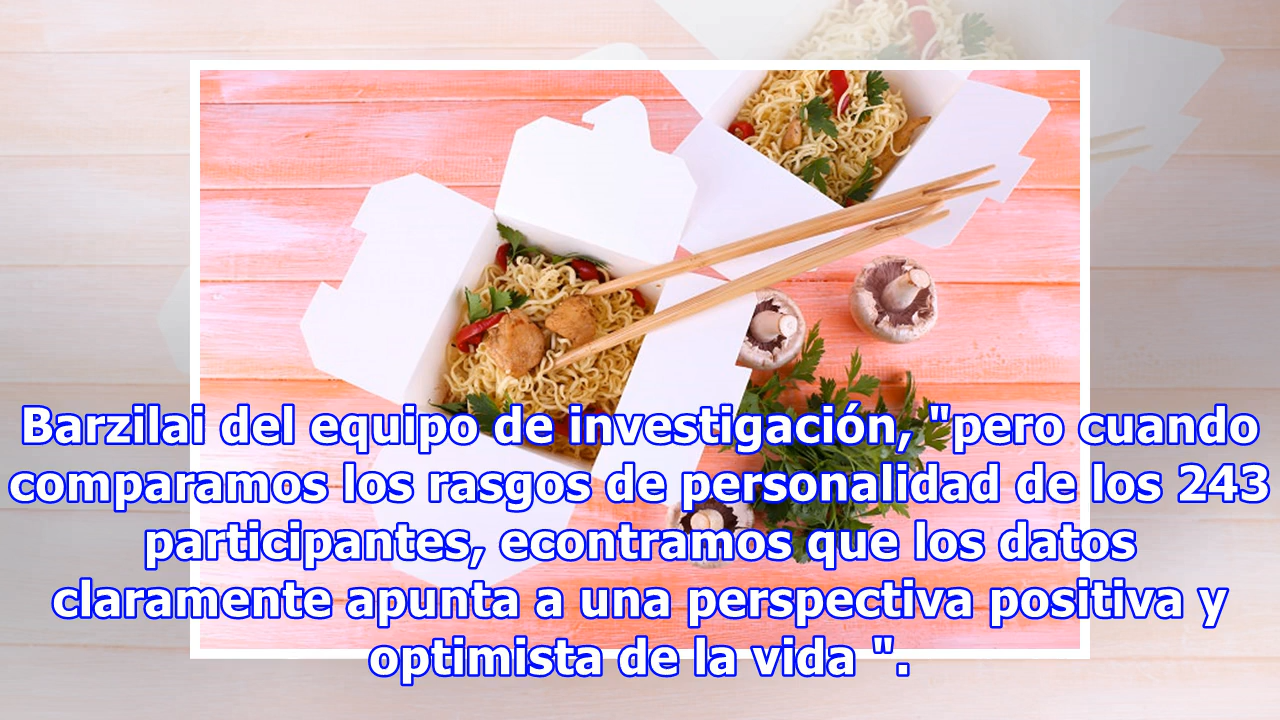 Barzilai del equipo de investigación, "pero cuando
comparamos los rasgos de personalidad de los 243
participantes, econtramos que los datos
claramente apunta a una perspectiva positiva y
optimista de la vida ".